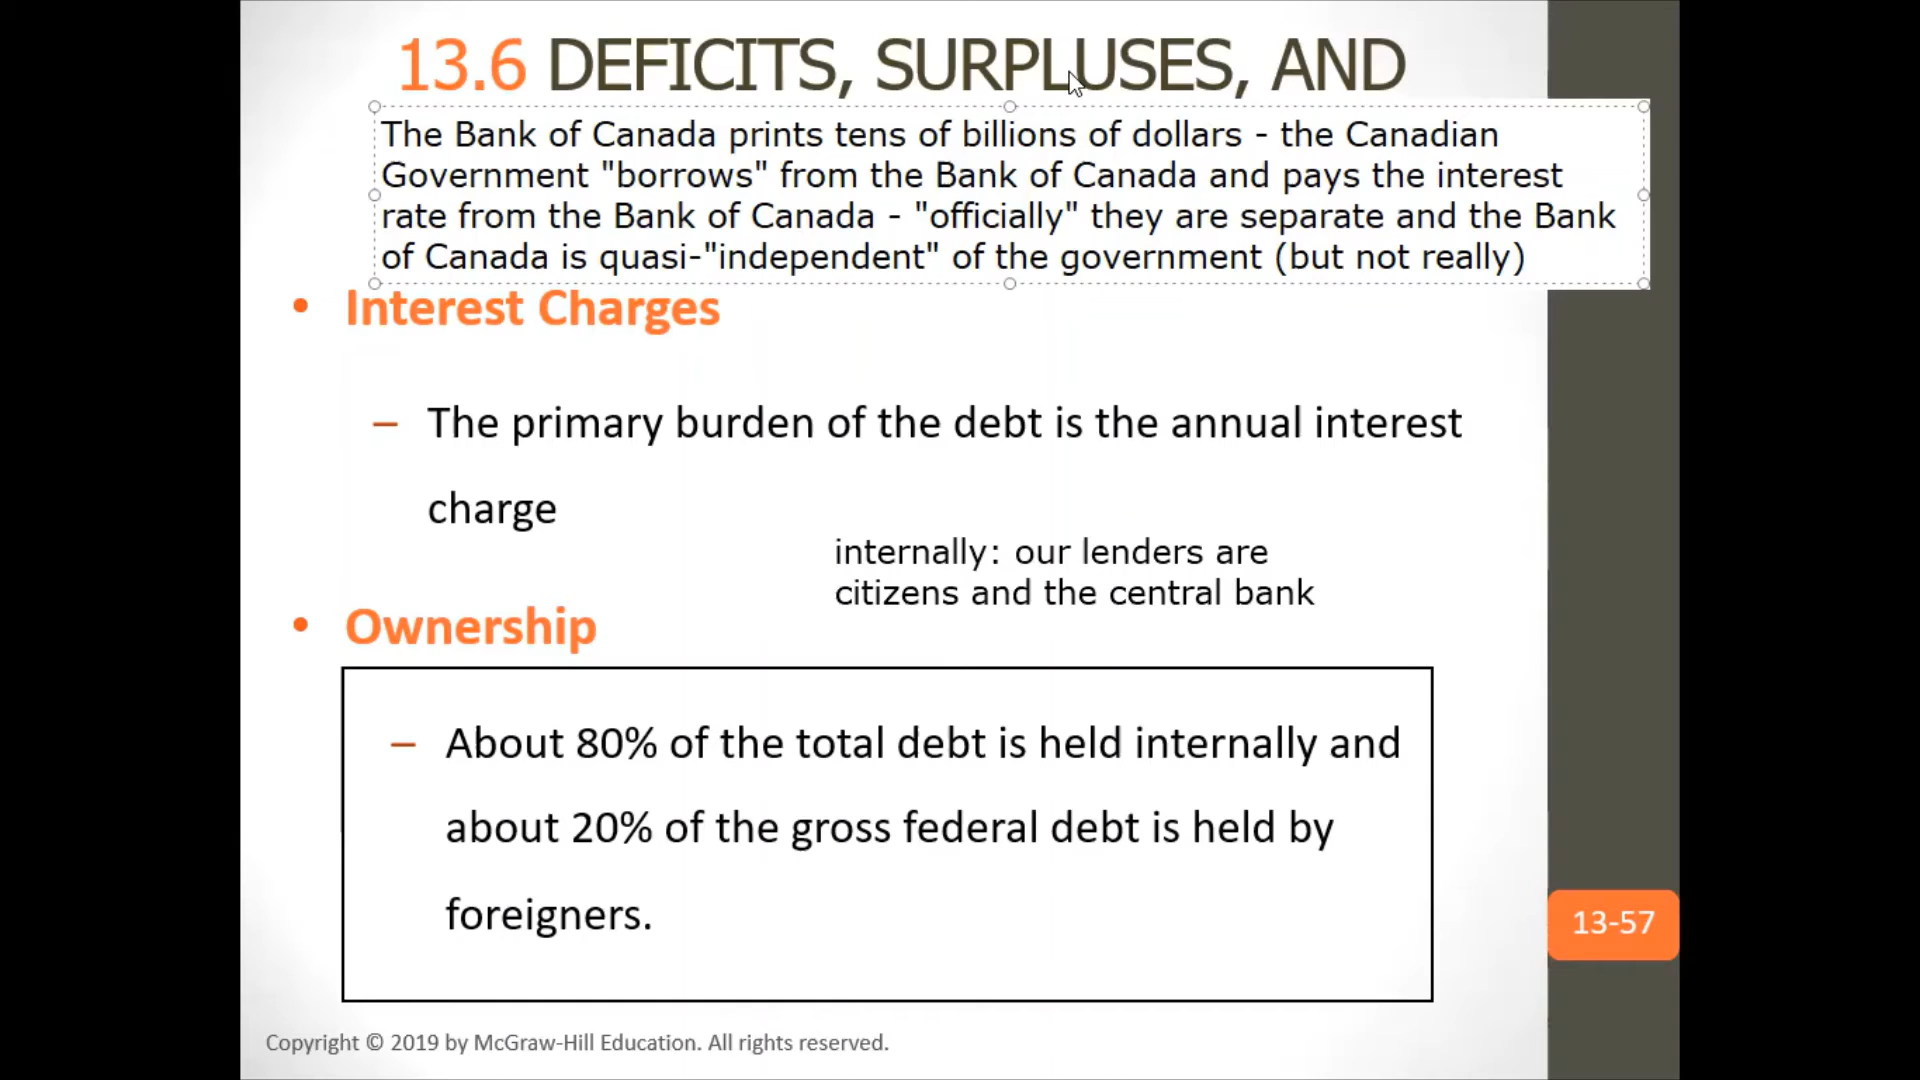 13.6 DEFICITS, SURPLUSES, AND
The Bank of Canada prints tens of billions of dollars - the Canadian
Government "borrows" from the Bank of Canada and pays the interest
rate from the Bank of Canada - "officially" they are separate and the Bank
of Canada is quasi-"independent" of the government (but not really)
• Interest Charges
– The primary burden of the debt is the annual interest
charge
internally: our lenders are
citizens and the central bank
• Ownership
– About 80% of the total debt is held internally and
about 20% of the gross federal debt is held by
foreigners.
13-57
Copyright © 2019 by McGraw-Hill Education. All rights reserved.